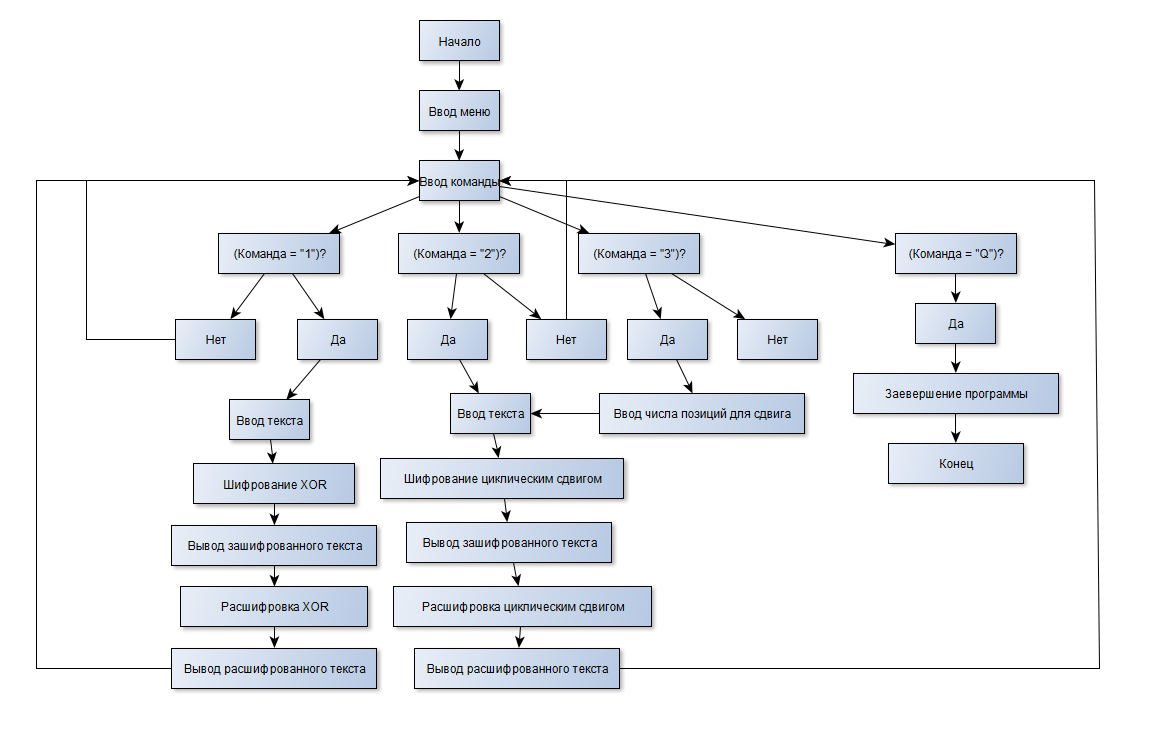 Начало
Ввод меню
Ввод команды
(Команда = "1")?
(Команда = "2")?
(Команда = "3")?
(Команда = "Q")?
Нет
Да
Да
Нет
Да
Нет
Да
Ввод текста
Ввод текста
Ввод числа позиций для сдвига
Заевершение программы
Шифрование XOR
Шифрование циклическим сдвигом
Конец
Вывод зашифрованного текста
Вывод зашифрованного текста
Расшифровка XOR
Расшифровка циклическим сдвигом
Вывод расшифрованного текста
Вывод расшифрованного текста